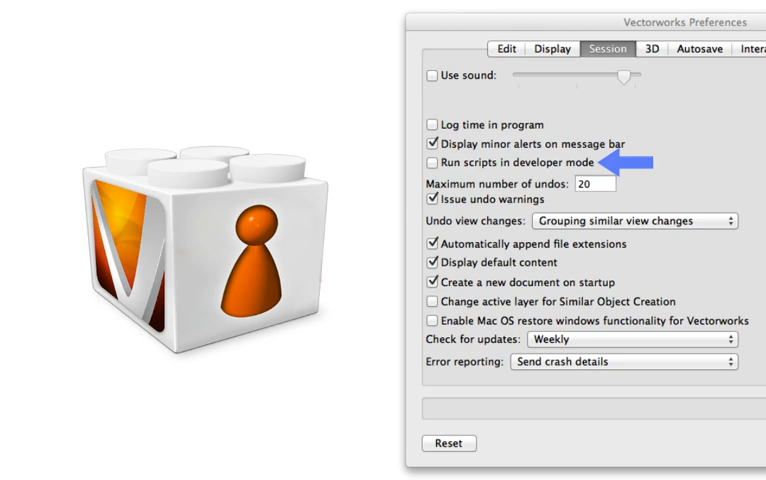 Vectorworks Preferences
Edit Display Session 3D Autosave
Use sound:
Log time in program
Display minor alerts on message bar
Run scripts in developer mode
Maximum number of undos: 20
Issue undo warnings
Undo view changes: Grouping similar view changes
Automatically append file extensions
Display default content
Create a new document on startup
Change active layer for Similar Object Creation
Enable Mac OS restore windows functionality for Vectorworks
Check for updates: Weekly
Error reporting: Send crash details
Reset